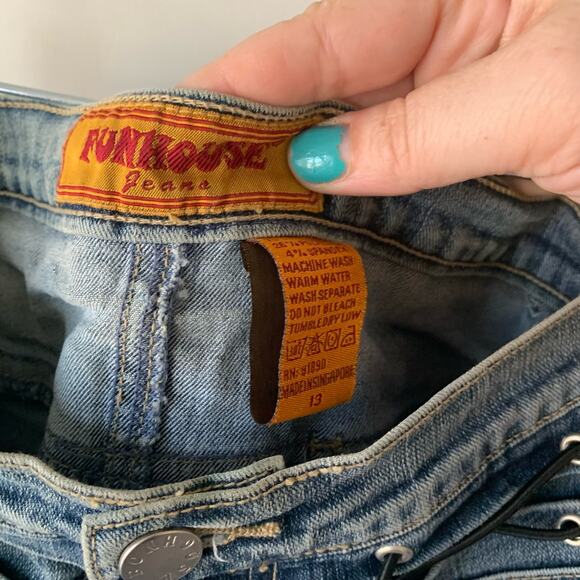 FUNHOUSE
Jeans
4% SPANDEX
MACHINE WASH
WARM WATER
WASH SEPARATE
DO NOT BLEACH
TUMBLE DRY LOW
RN: 91890
MADE IN SINGAPORE
13